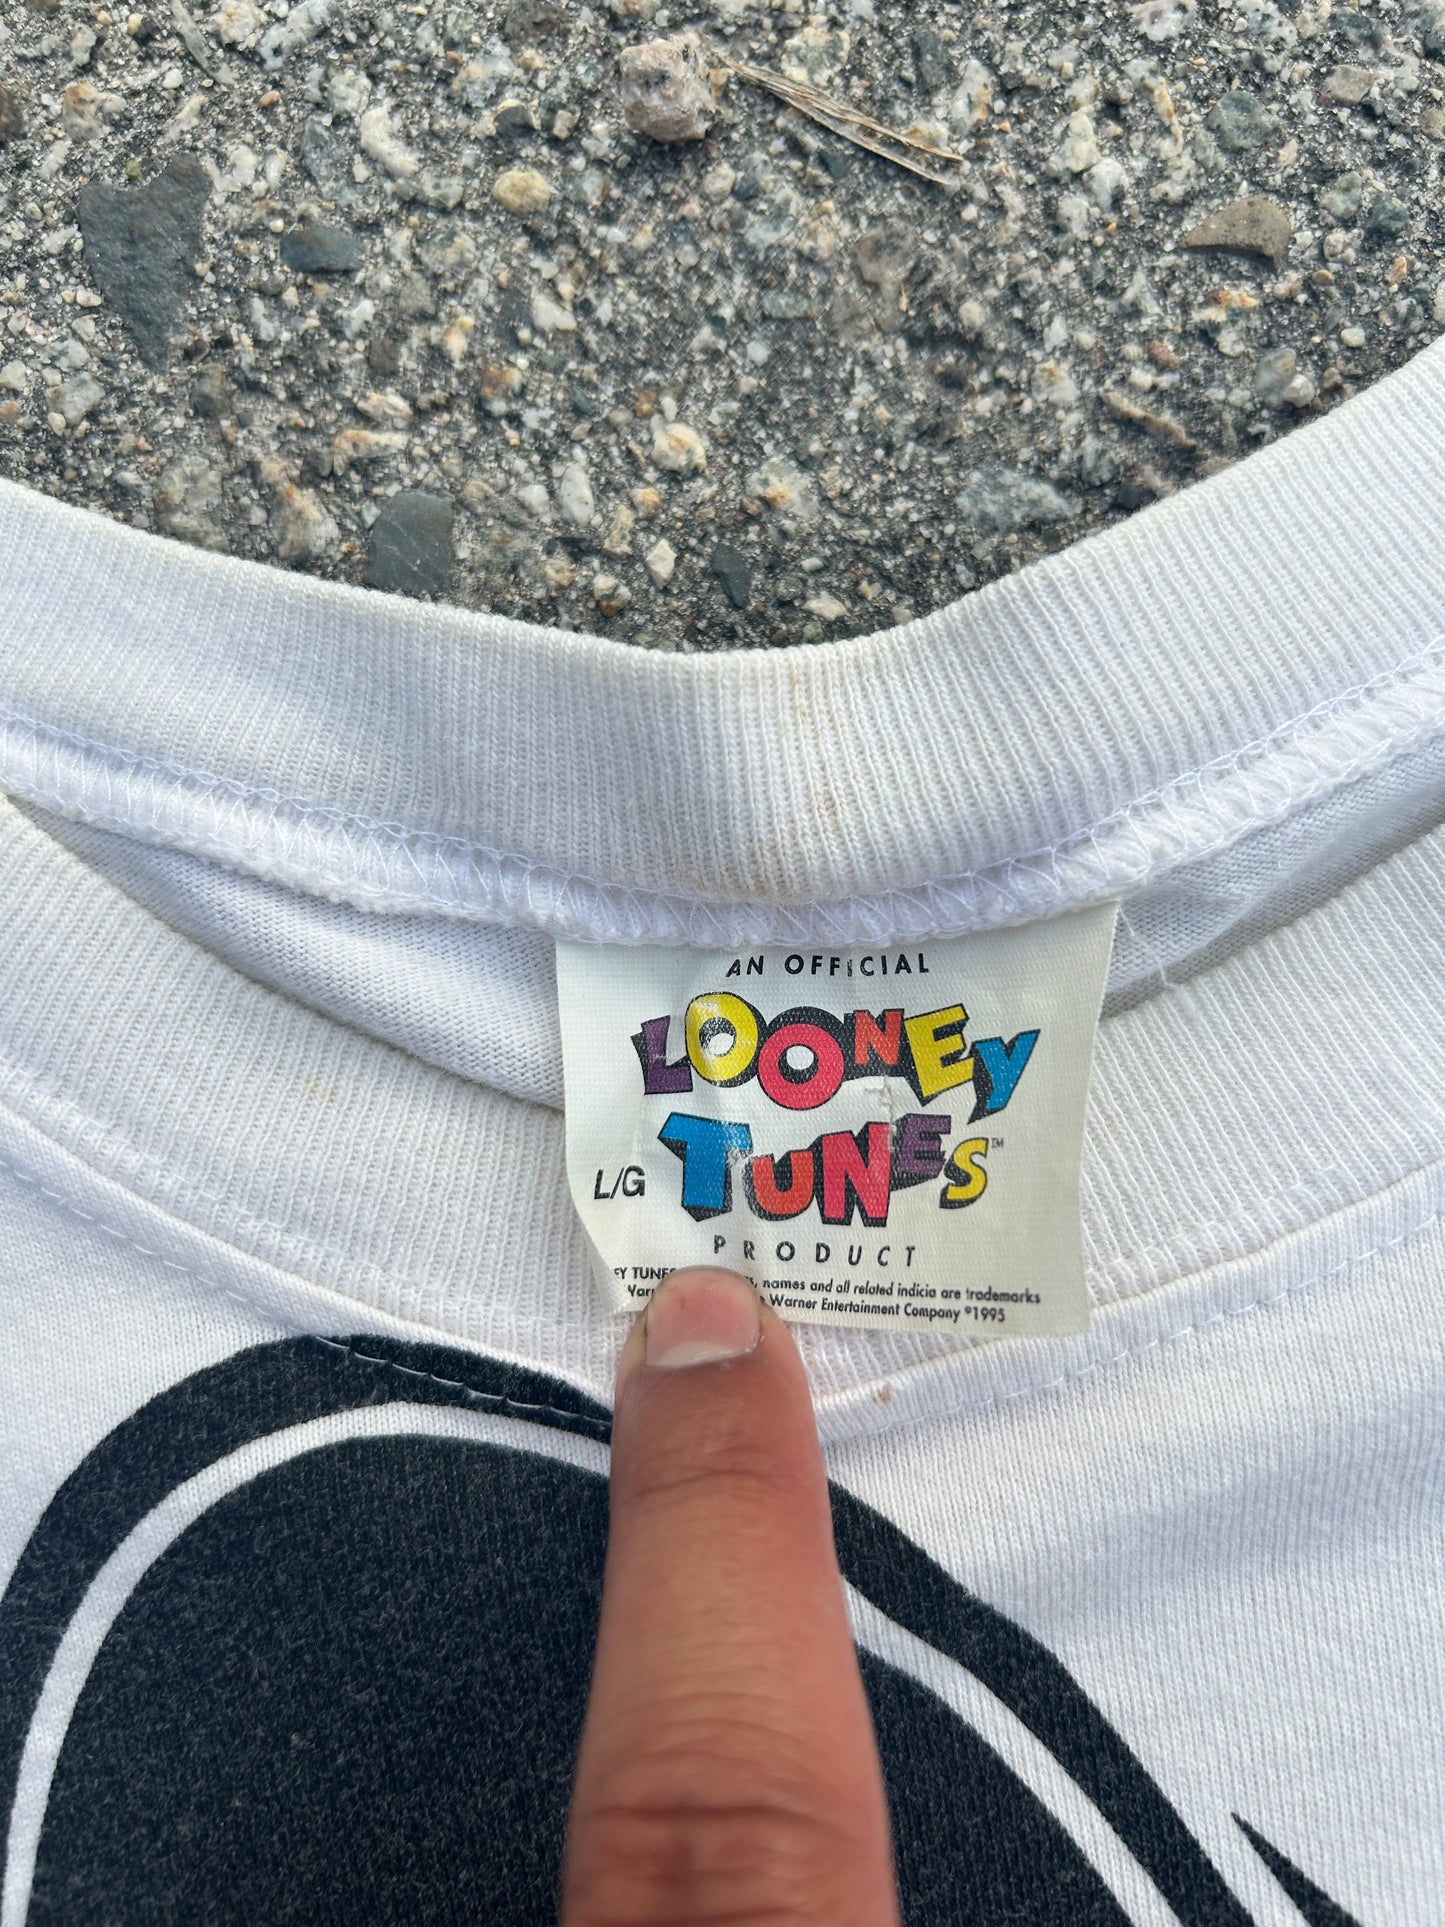 AN OFFICIAL
LOONEY
TUNES™
L/G
PRODUCT
names and all related indicia are trademarks
Warner Entertainment Company ©1995